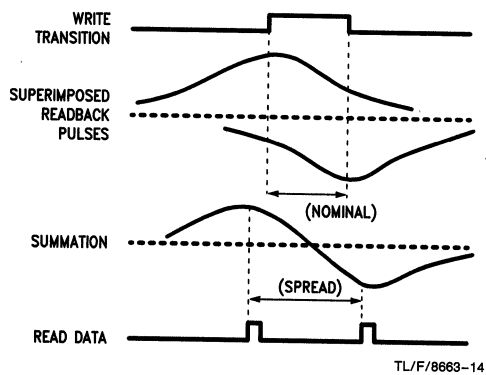 WRITE
TRANSITION
SUPERIMPOSED
READBACK
PULSES
(NOMINAL)
SUMMATION
(SPREAD)
READ DATA
TL/F/8663-14